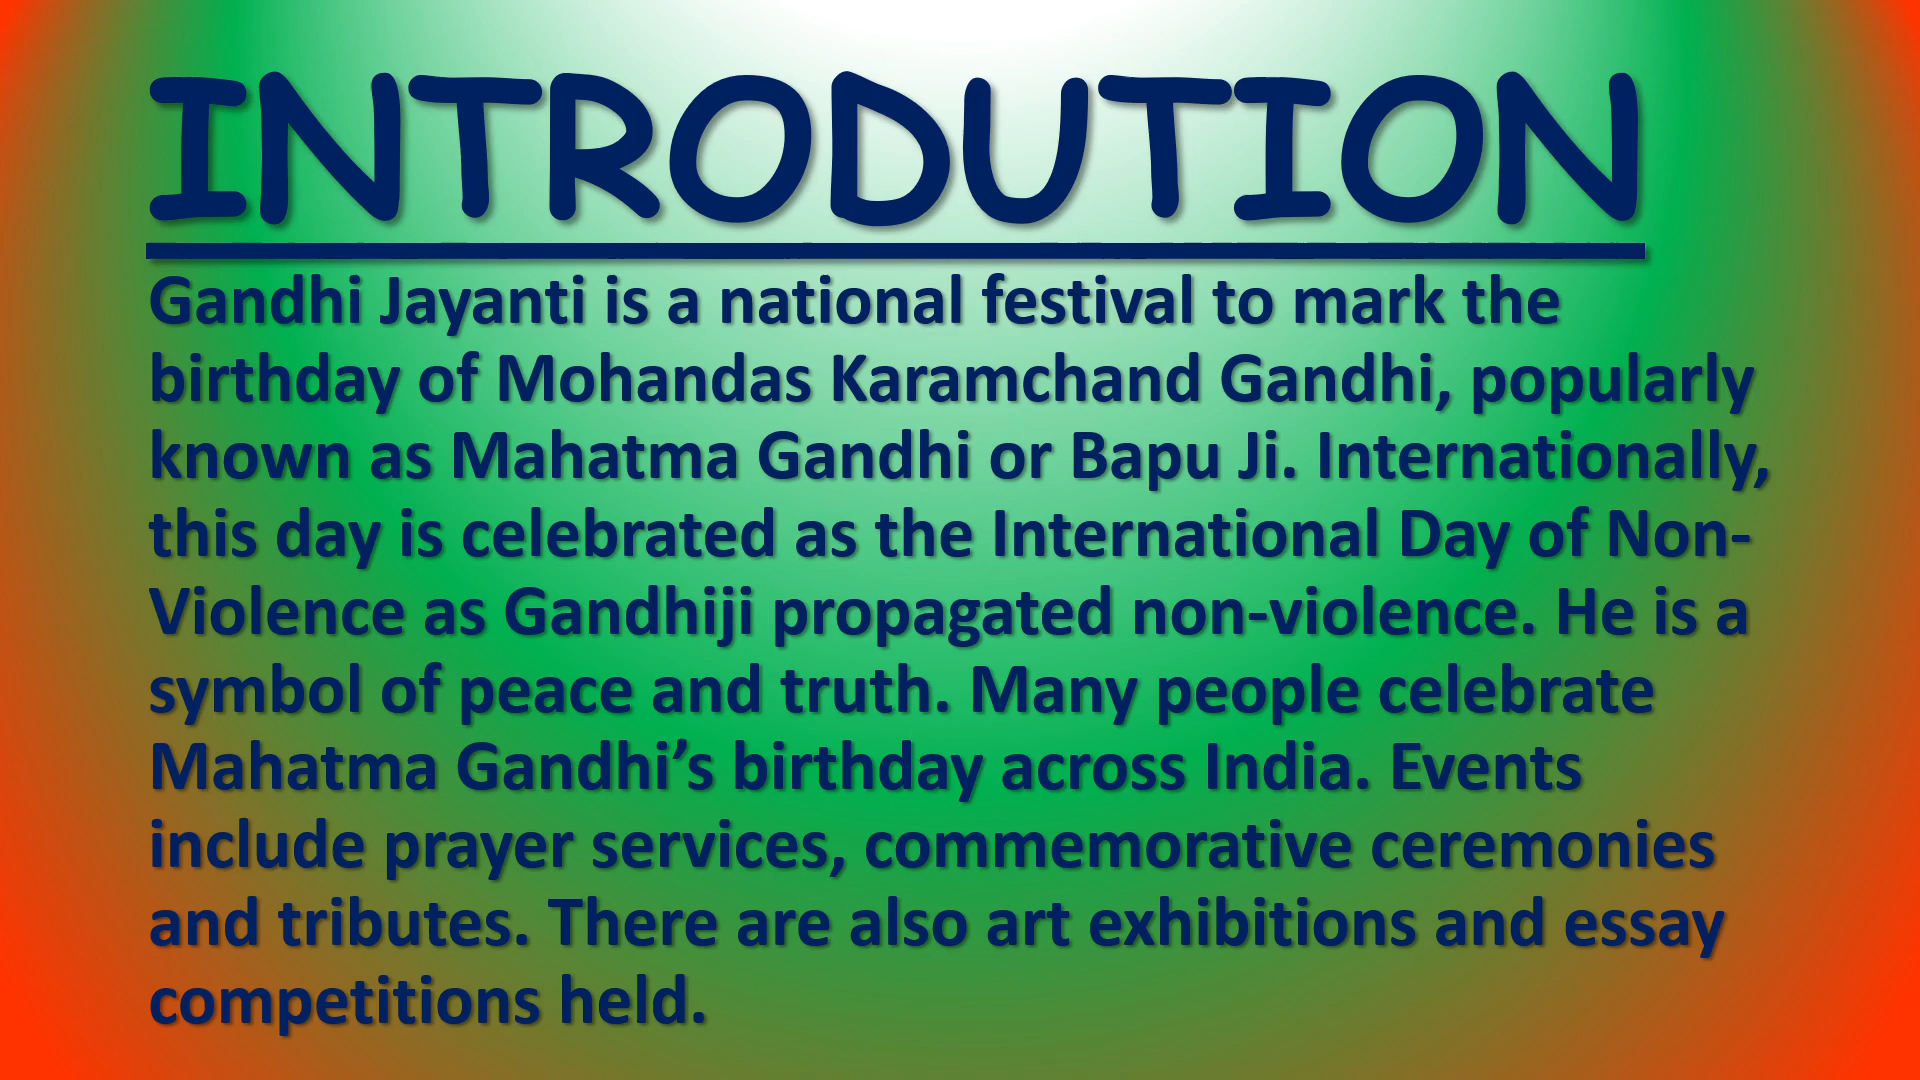 INTRODUTION
Gandhi Jayanti is a national festival to mark the
birthday of Mohandas Karamchand Gandhi, popularly
known as Mahatma Gandhi or Bapu Ji. Internationally,
this day is celebrated as the International Day of Non-
Violence as Gandhiji propagated non-violence. He is a
symbol of peace and truth. Many people celebrate
Mahatma Gandhi’s birthday across India. Events
include prayer services, commemorative ceremonies
and tributes. There are also art exhibitions and essay
competitions held.